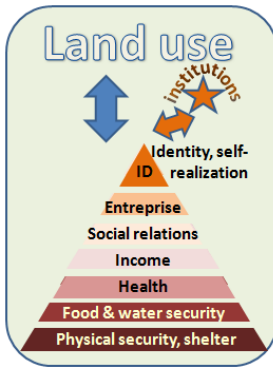 Land use
institutions
Identity, self-
realization
ID
Entreprise
Social relations
Income
Health
Food & water security
Physical security, shelter